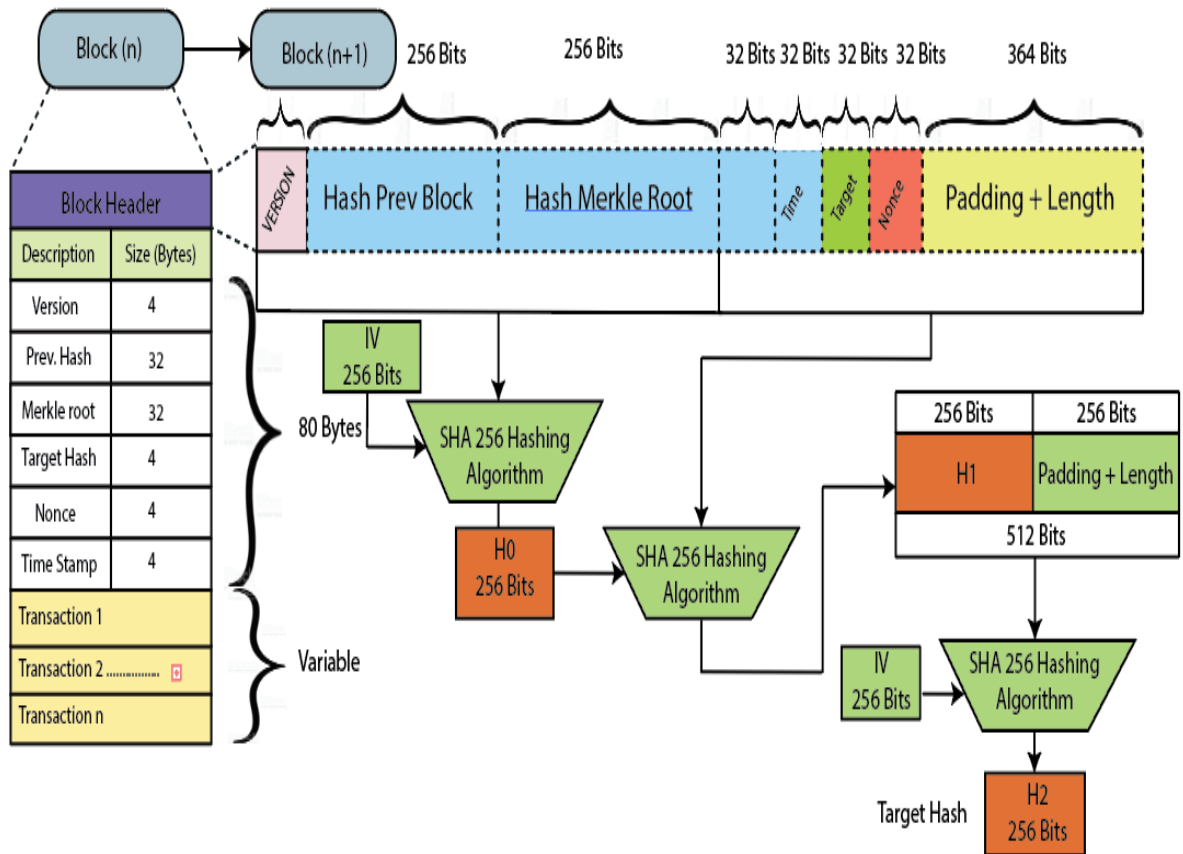 Block (n)
Block (n+1)
256 Bits
256 Bits
32 Bits
32 Bits
32 Bits
32 Bits
364 Bits
VERSION
Hash Prev Block
Hash Merkle Root
Time
Target
Nonce
Padding + Length
Block Header
Description
Size (Bytes)
Version
4
Prev. Hash
32
Merkle root
32
Target Hash
4
Nonce
4
Time Stamp
4
80 Bytes
Transaction 1
Transaction 2 ................
Transaction n
Variable
IV
256 Bits
SHA 256 Hashing
Algorithm
H0
256 Bits
SHA 256 Hashing
Algorithm
256 Bits
256 Bits
H1
Padding + Length
512 Bits
IV
256 Bits
SHA 256 Hashing
Algorithm
Target Hash
H2
256 Bits